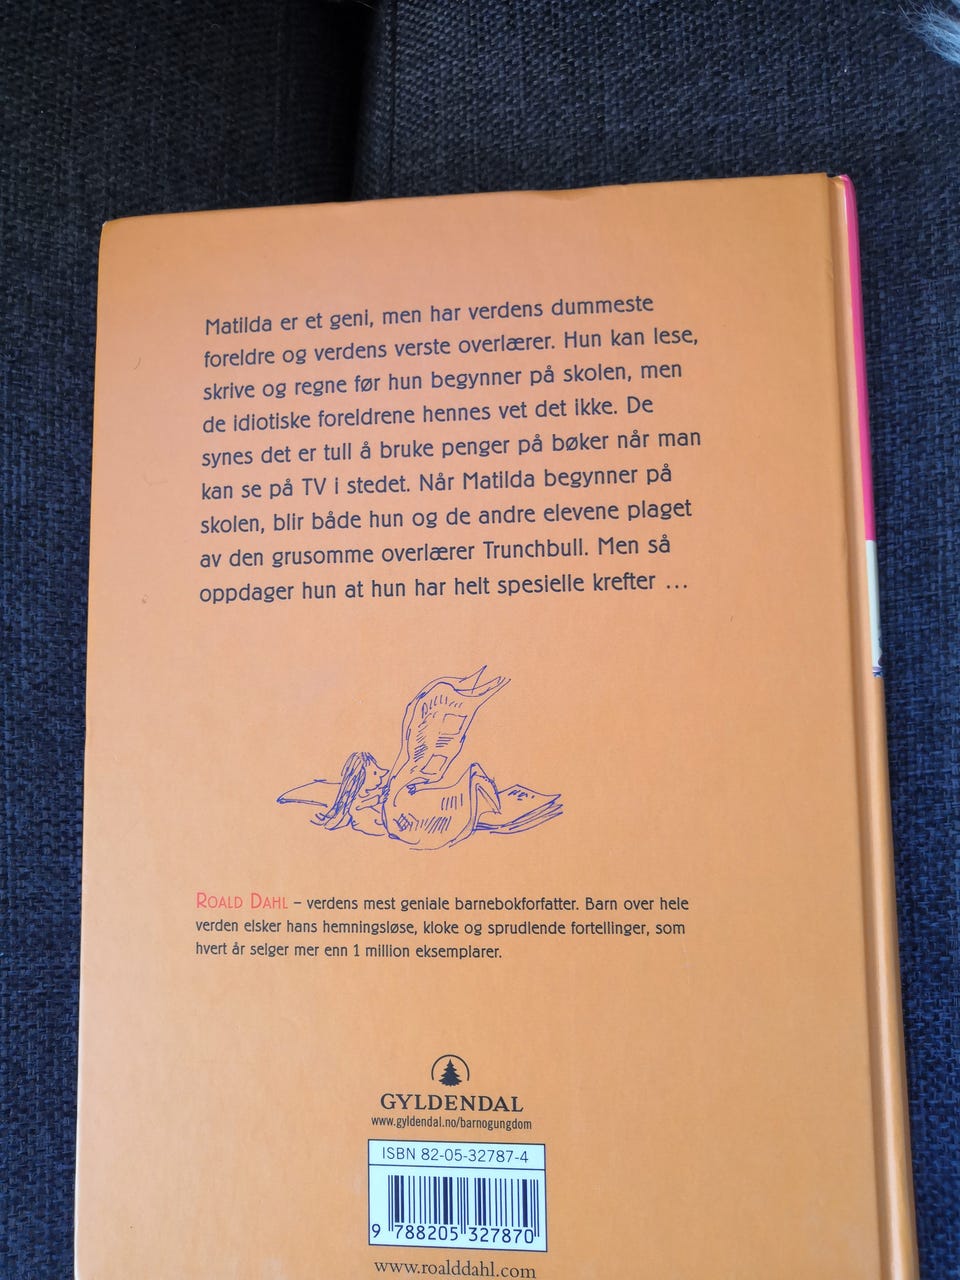 Matilda er et geni, men har verdens dummeste
foreldre og verdens verste overlærer. Hun kan lese,
skrive og regne før hun begynner på skolen, men
de idiotiske foreldrene hennes vet det ikke. De
synes det er tull å bruke penger på bøker når man
kan se på TV i stedet. Når Matilda begynner på
skolen, blir både hun og de andre elevene plaget
av den grusomme overlærer Trunchbull. Men så
oppdager hun at hun har helt spesielle krefter ...
ROALD DAHL – verdens mest geniale barnebokforfatter. Barn over hele
verden elsker hans hemningsløse, kloke og sprudlende fortellinger, som
hvert år selger mer enn 1 million eksemplarer.
GYLDENDAL
www.gyldendal.no/barnogungdom
ISBN 82-05-32787-4
9 788205 327870
www.roalddahl.com